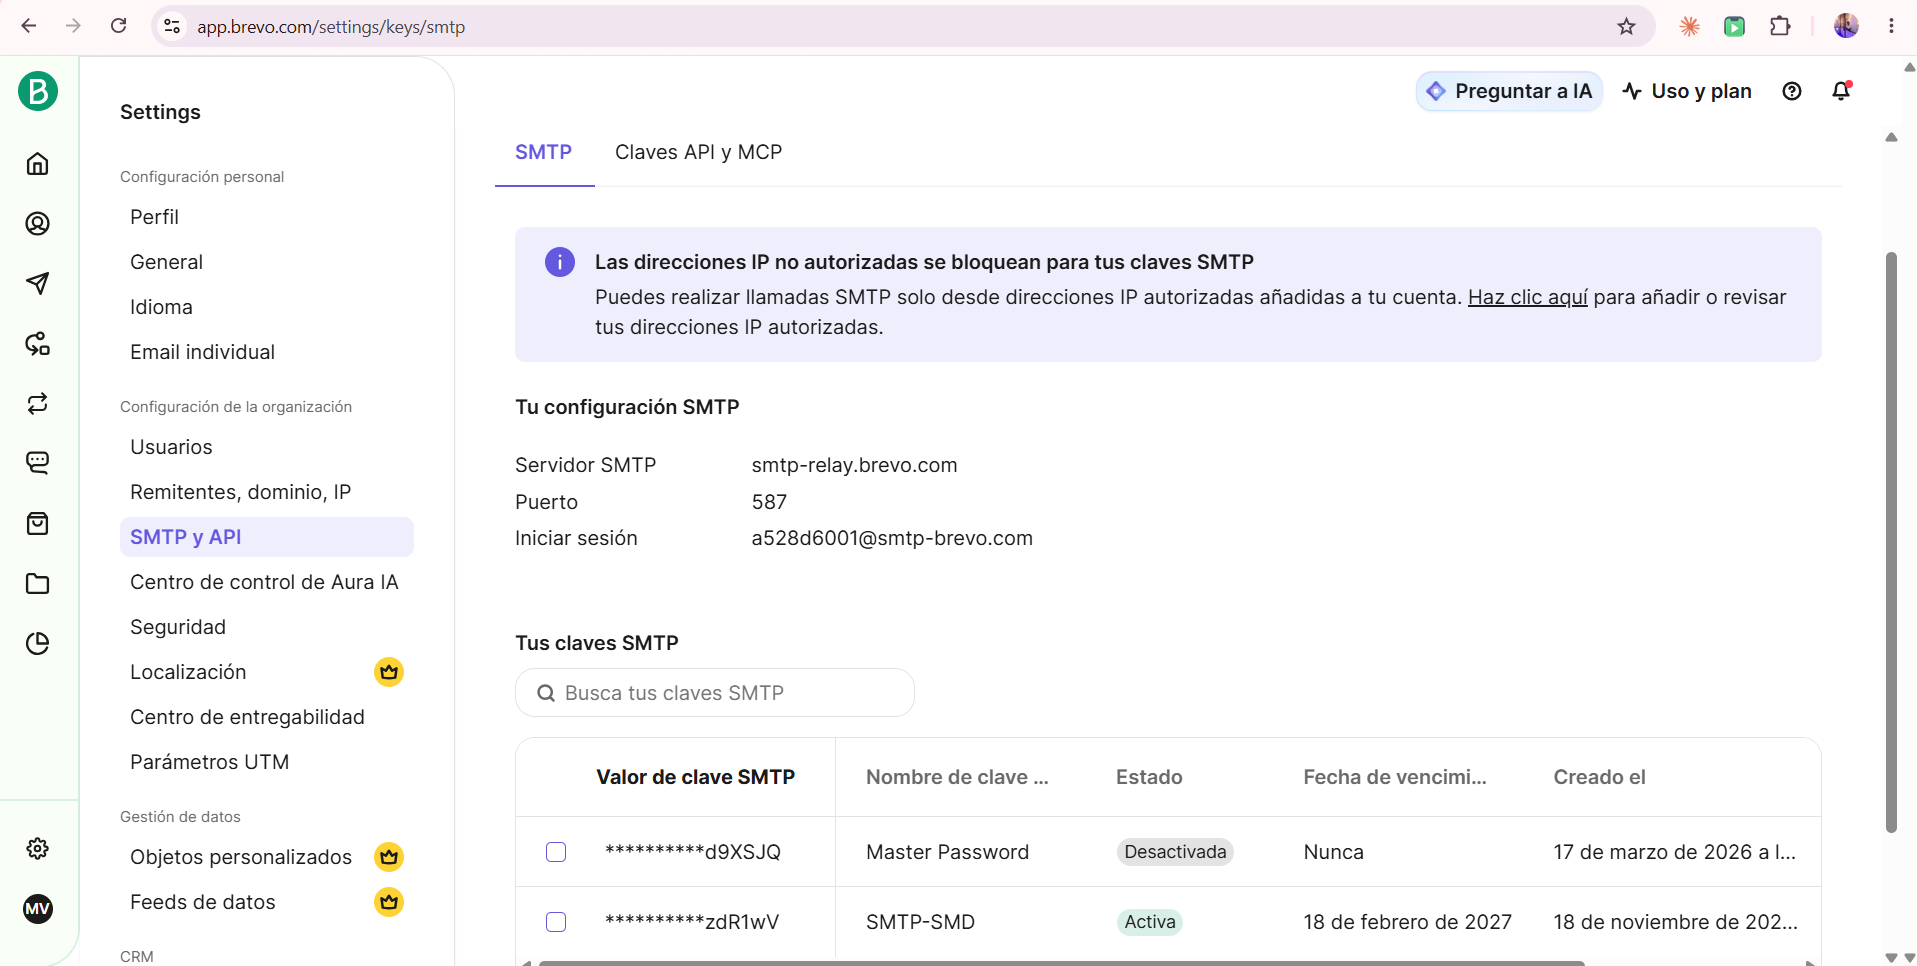 app.brevo.com/settings/keys/smtp
B
Settings
Configuración personal
Perfil
General
Idioma
Email individual
Configuración de la organización
Usuarios
Remitentes, dominio, IP
SMTP y API
Centro de control de Aura IA
Seguridad
Localización
Centro de entregabilidad
Parámetros UTM
Gestión de datos
Objetos personalizados
Feeds de datos
CRM
MV
Preguntar a IA
Uso y plan
SMTP
Claves API y MCP
Las direcciones IP no autorizadas se bloquean para tus claves SMTP
Puedes realizar llamadas SMTP solo desde direcciones IP autorizadas añadidas a tu cuenta. Haz clic aquí para añadir o revisar
tus direcciones IP autorizadas.
Tu configuración SMTP
Servidor SMTP smtp-relay.brevo.com
Puerto 587
Iniciar sesión a528d6001@smtp-brevo.com
Tus claves SMTP
Busca tus claves SMTP
Valor de clave SMTP Nombre de clave ... Estado Fecha de vencimi... Creado el
**********d9XSJQ Master Password Desactivada Nunca 17 de marzo de 2026 a l...
**********zdR1wV SMTP-SMD Activa 18 de febrero de 2027 18 de noviembre de 202...